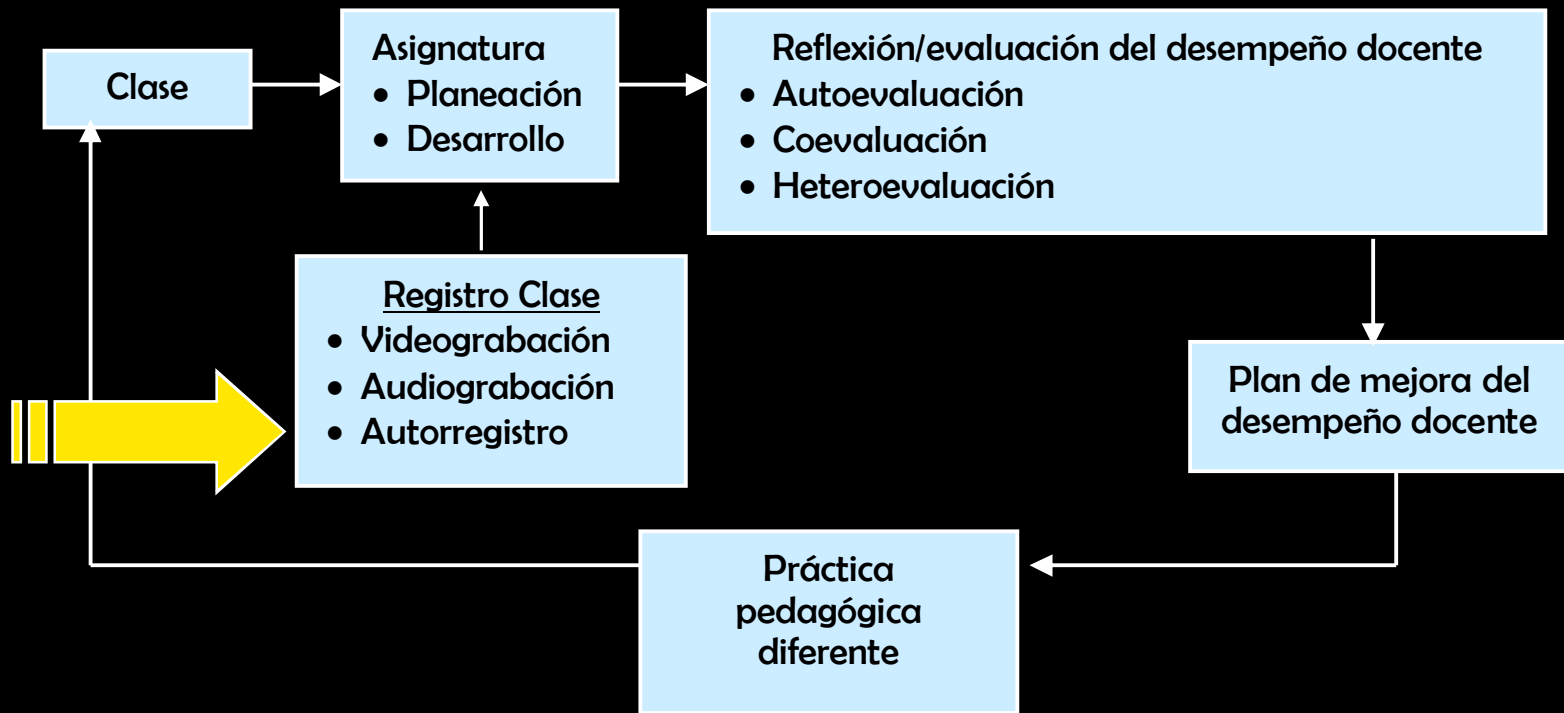 Clase
Asignatura
• Planeación
• Desarrollo
Reflexión/evaluación del desempeño docente
• Autoevaluación
• Coevaluación
• Heteroevaluación
Registro Clase
• Videograbación
• Audiograbación
• Autorregistro
Plan de mejora del
desempeño docente
Práctica
pedagógica
diferente